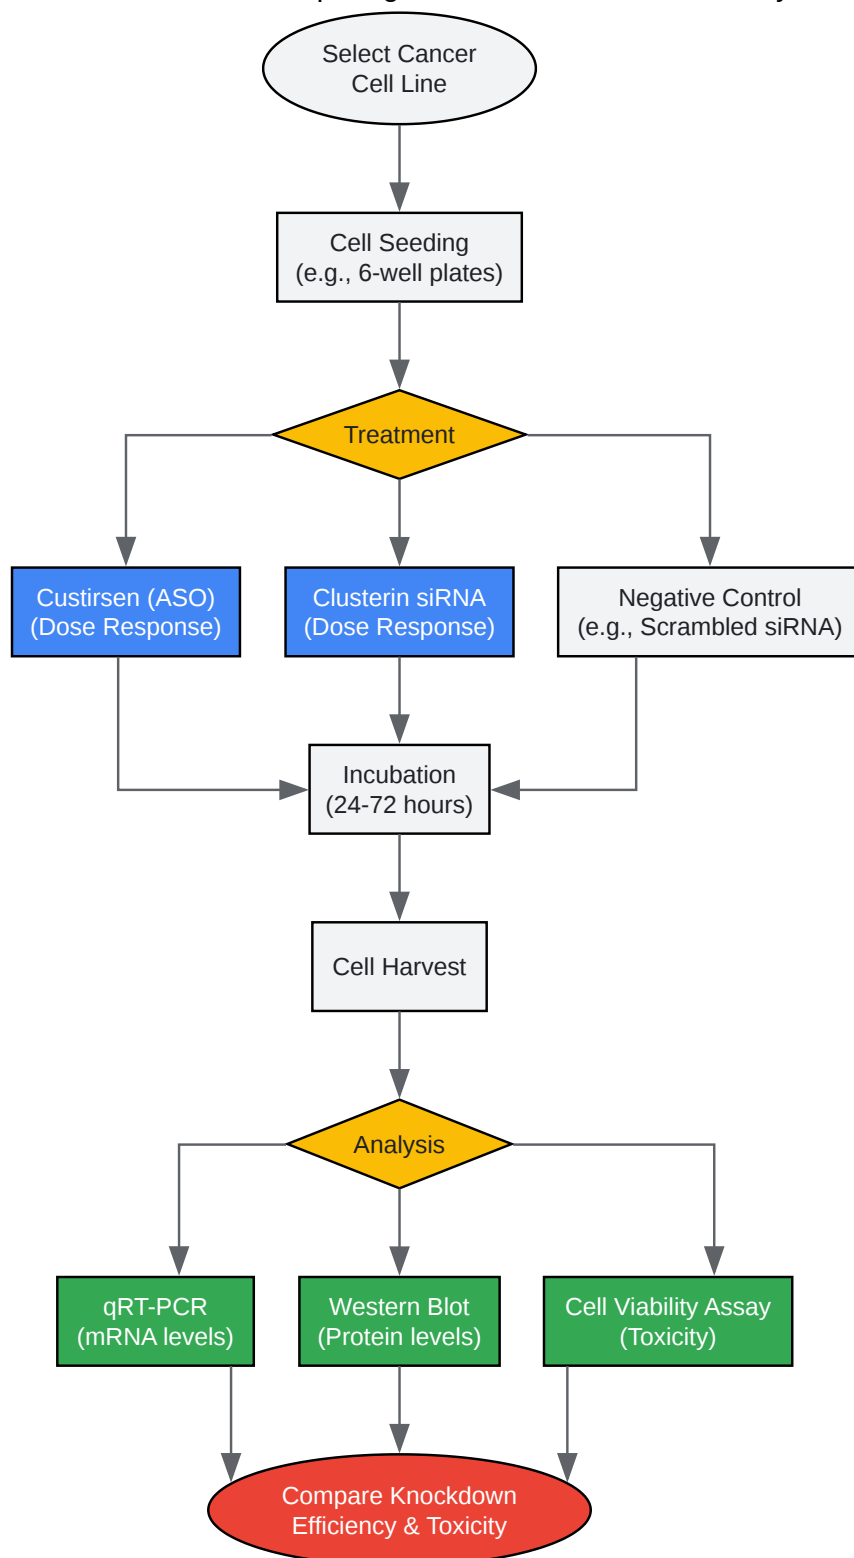 Select Cancer
Cell Line
Cell Seeding
(e.g., 6-well plates)
Treatment
Custirsen (ASO)
(Dose Response)
Clusterin siRNA
(Dose Response)
Negative Control
(e.g., Scrambled siRNA)
Incubation
(24-72 hours)
Cell Harvest
Analysis
qRT-PCR
(mRNA levels)
Western Blot
(Protein levels)
Cell Viability Assay
(Toxicity)
Compare Knockdown
Efficiency & Toxicity